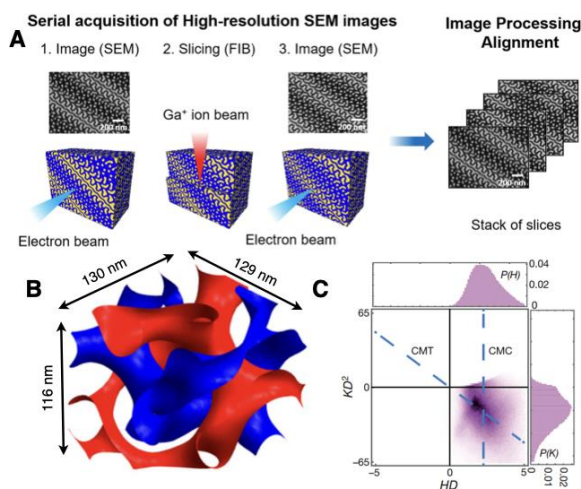 Serial acquisition of High-resolution SEM images
Image Processing
Alignment
A
1. Image (SEM)
2. Slicing (FIB)
3. Image (SEM)
200 nm
Ga⁺ ion beam
200 nm
200 nm
Electron beam
Electron beam
Stack of slices
B
130 nm
129 nm
116 nm
C
P(H)
0.04
0.02
0
65
CMT
CMC
KD²
0
−65
−5
0
5
HD
P(K)
0
0.01
0.02